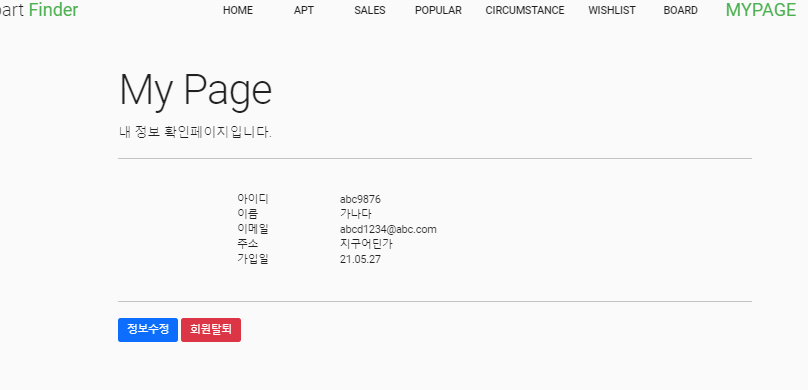 part Finder HOME APT SALES POPULAR CIRCUMSTANCE WISHLIST BOARD MYPAGE
My Page
내 정보 확인페이지입니다.
아이디 abc9876
이름 가나다
이메일 abcd1234@abc.com
주소 지구어딘가
가입일 21.05.27
정보수정 회원탈퇴